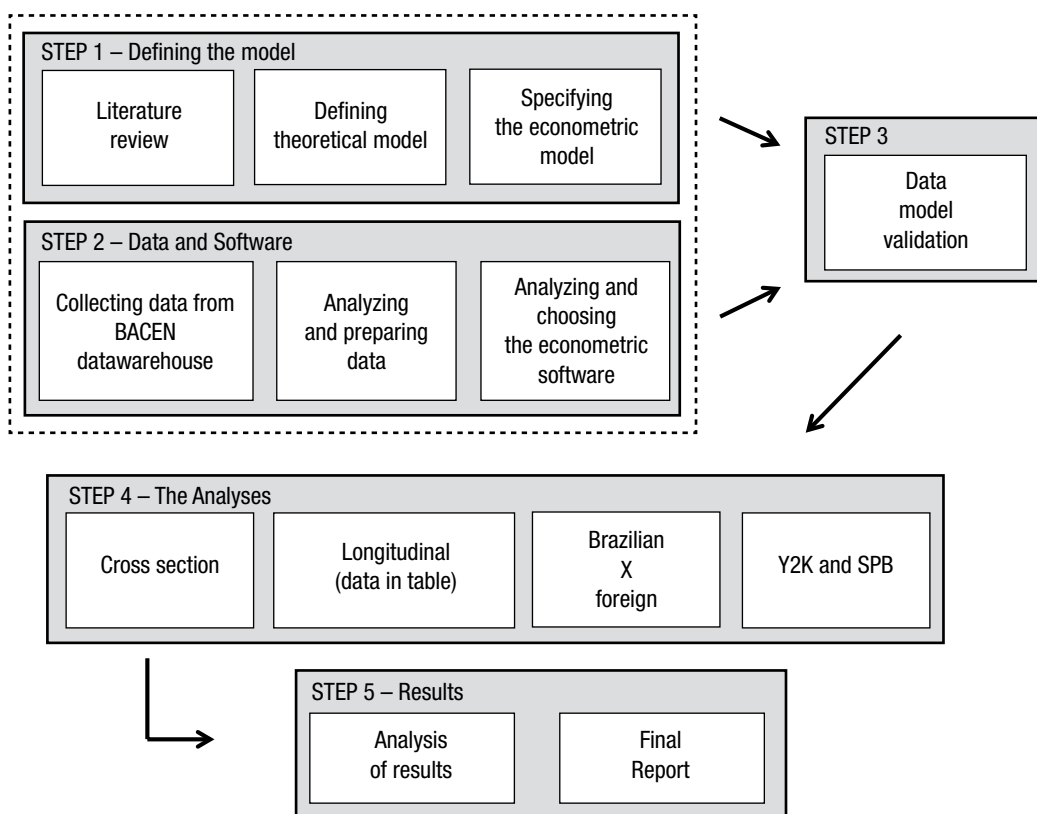 STEP 1 – Defining the model
Literature
review
Defining
theoretical model
Specifying
the econometric
model
STEP 2 – Data and Software
Collecting data from
BACEN
datawarehouse
Analyzing
and preparing
data
Analyzing and
choosing
the econometric
software
STEP 3
Data
model
validation
STEP 4 – The Analyses
Cross section
Longitudinal
(data in table)
Brazilian
X
foreign
Y2K and SPB
STEP 5 – Results
Analysis
of results
Final
Report